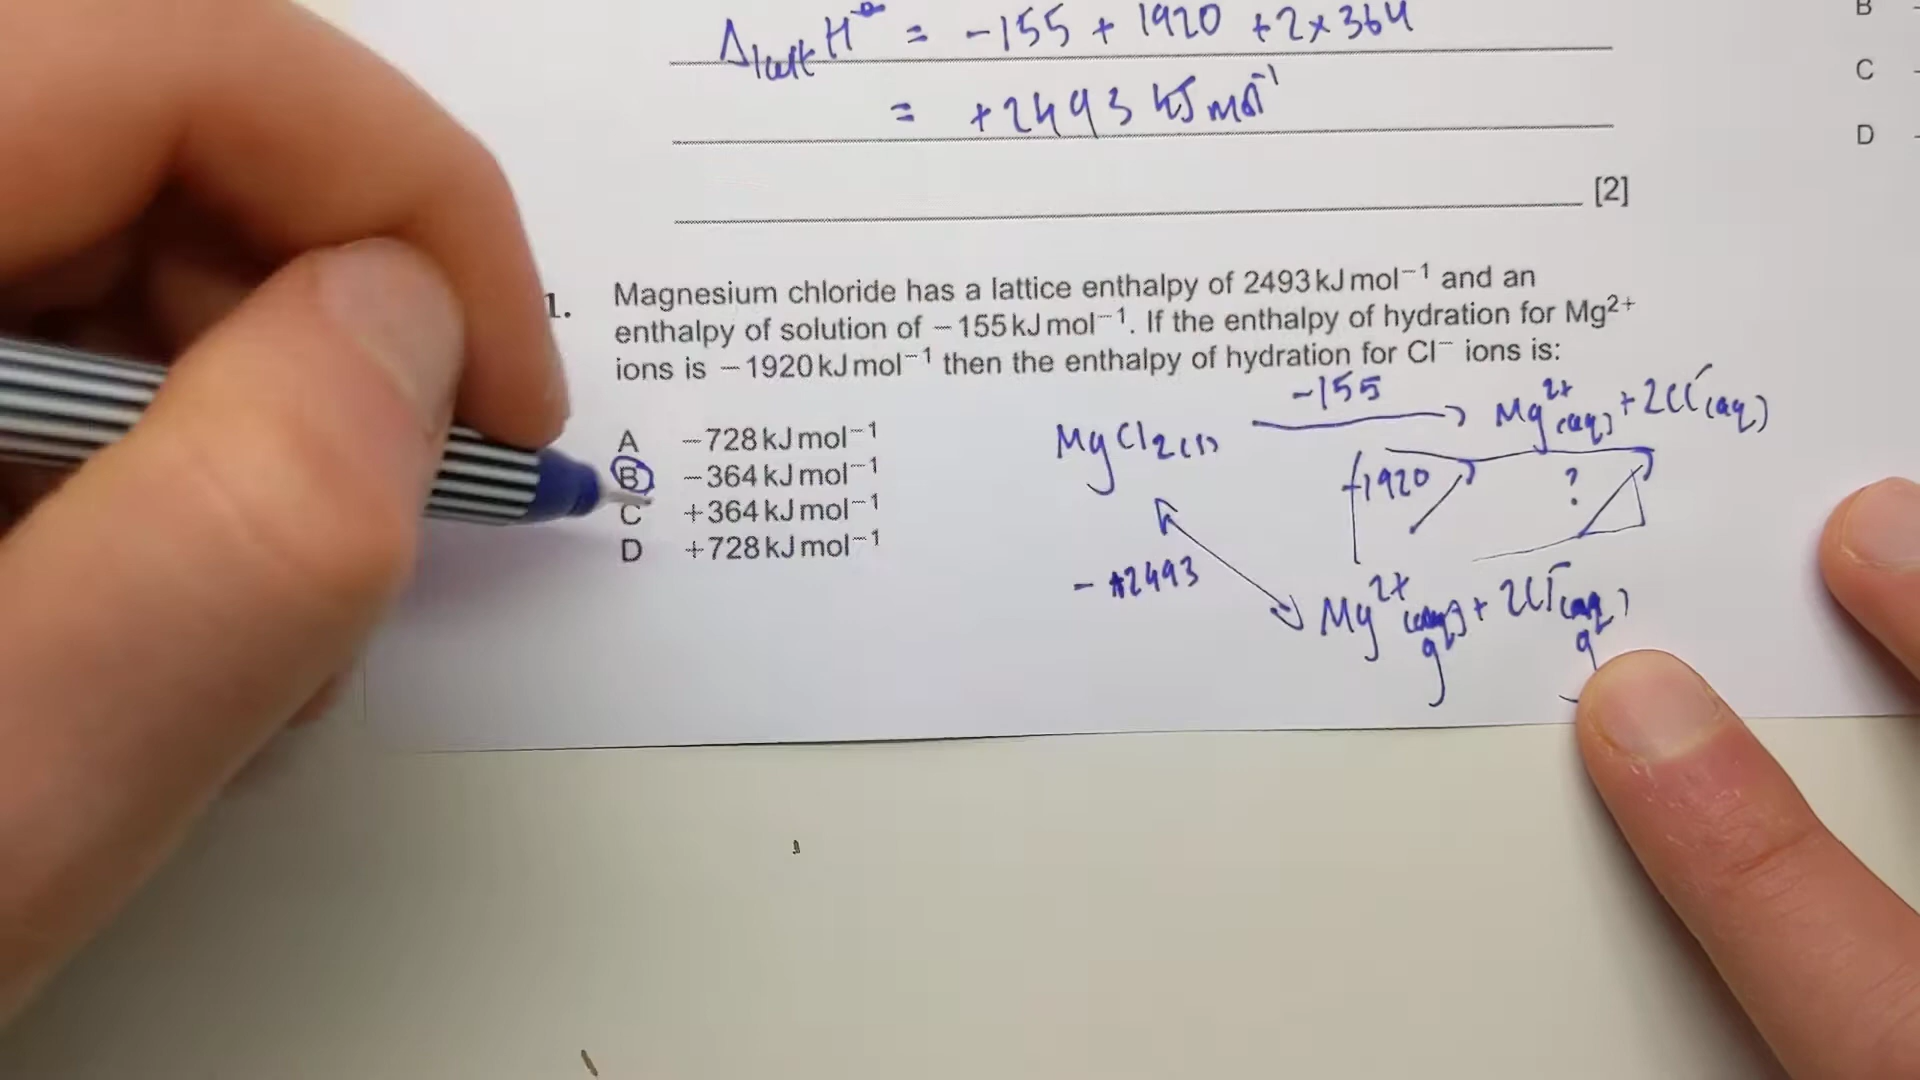 Δlatt H⦵ = -155 + 1920 + 2×364
= +2493 kJ mol⁻¹
[2]
1. Magnesium chloride has a lattice enthalpy of 2493 kJ mol⁻¹ and an
enthalpy of solution of −155 kJ mol⁻¹. If the enthalpy of hydration for Mg²⁺
ions is −1920 kJ mol⁻¹ then the enthalpy of hydration for Cl⁻ ions is:
A −728 kJ mol⁻¹
B −364 kJ mol⁻¹
C +364 kJ mol⁻¹
D +728 kJ mol⁻¹
-155
MgCl₂(s)
Mg²⁺(aq) + 2Cl⁻(aq)
1920
?
2493
Mg²⁺ g + 2Cl⁻ g
B
C
D